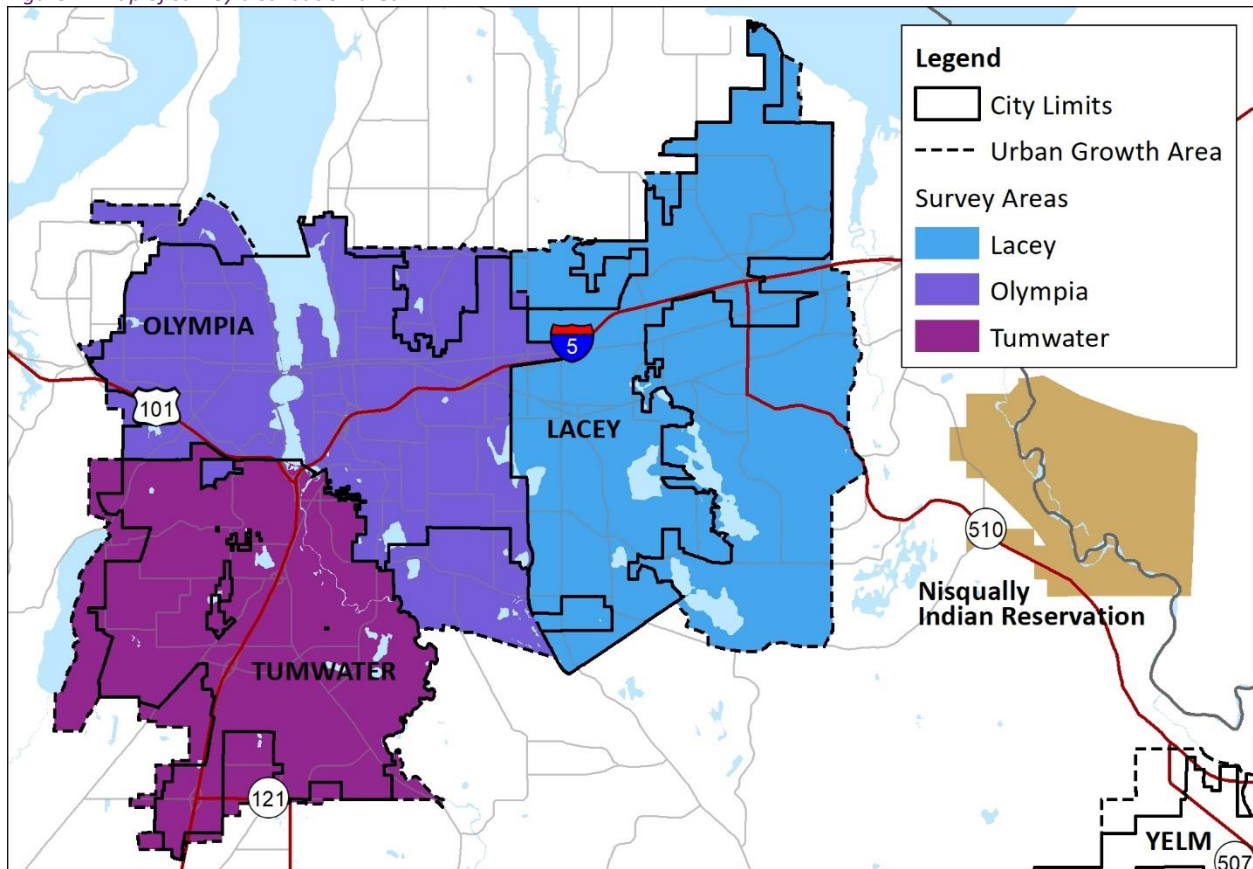 Legend
City Limits
Urban Growth Area
Survey Areas
Lacey
Olympia
Tumwater
OLYMPIA
5
101
LACEY
510
Nisqually
Indian Reservation
TUMWATER
121
YELM
507